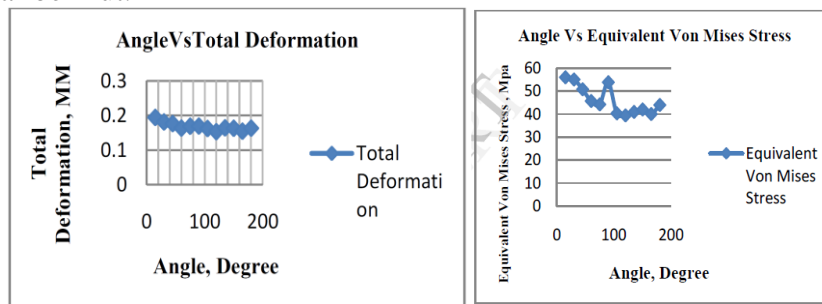 AngleVsTotal Deformation
Total
Deformation, MM
0.3
0.2
0.1
0
0
100
200
Angle, Degree
Total
Deformati
on
Angle Vs Equivalent Von Mises Stress
Equivalent Von Mises Stress , Mpa
60
50
40
30
20
10
0
0
100
200
Angle, Degree
Equivalent
Von Mises
Stress